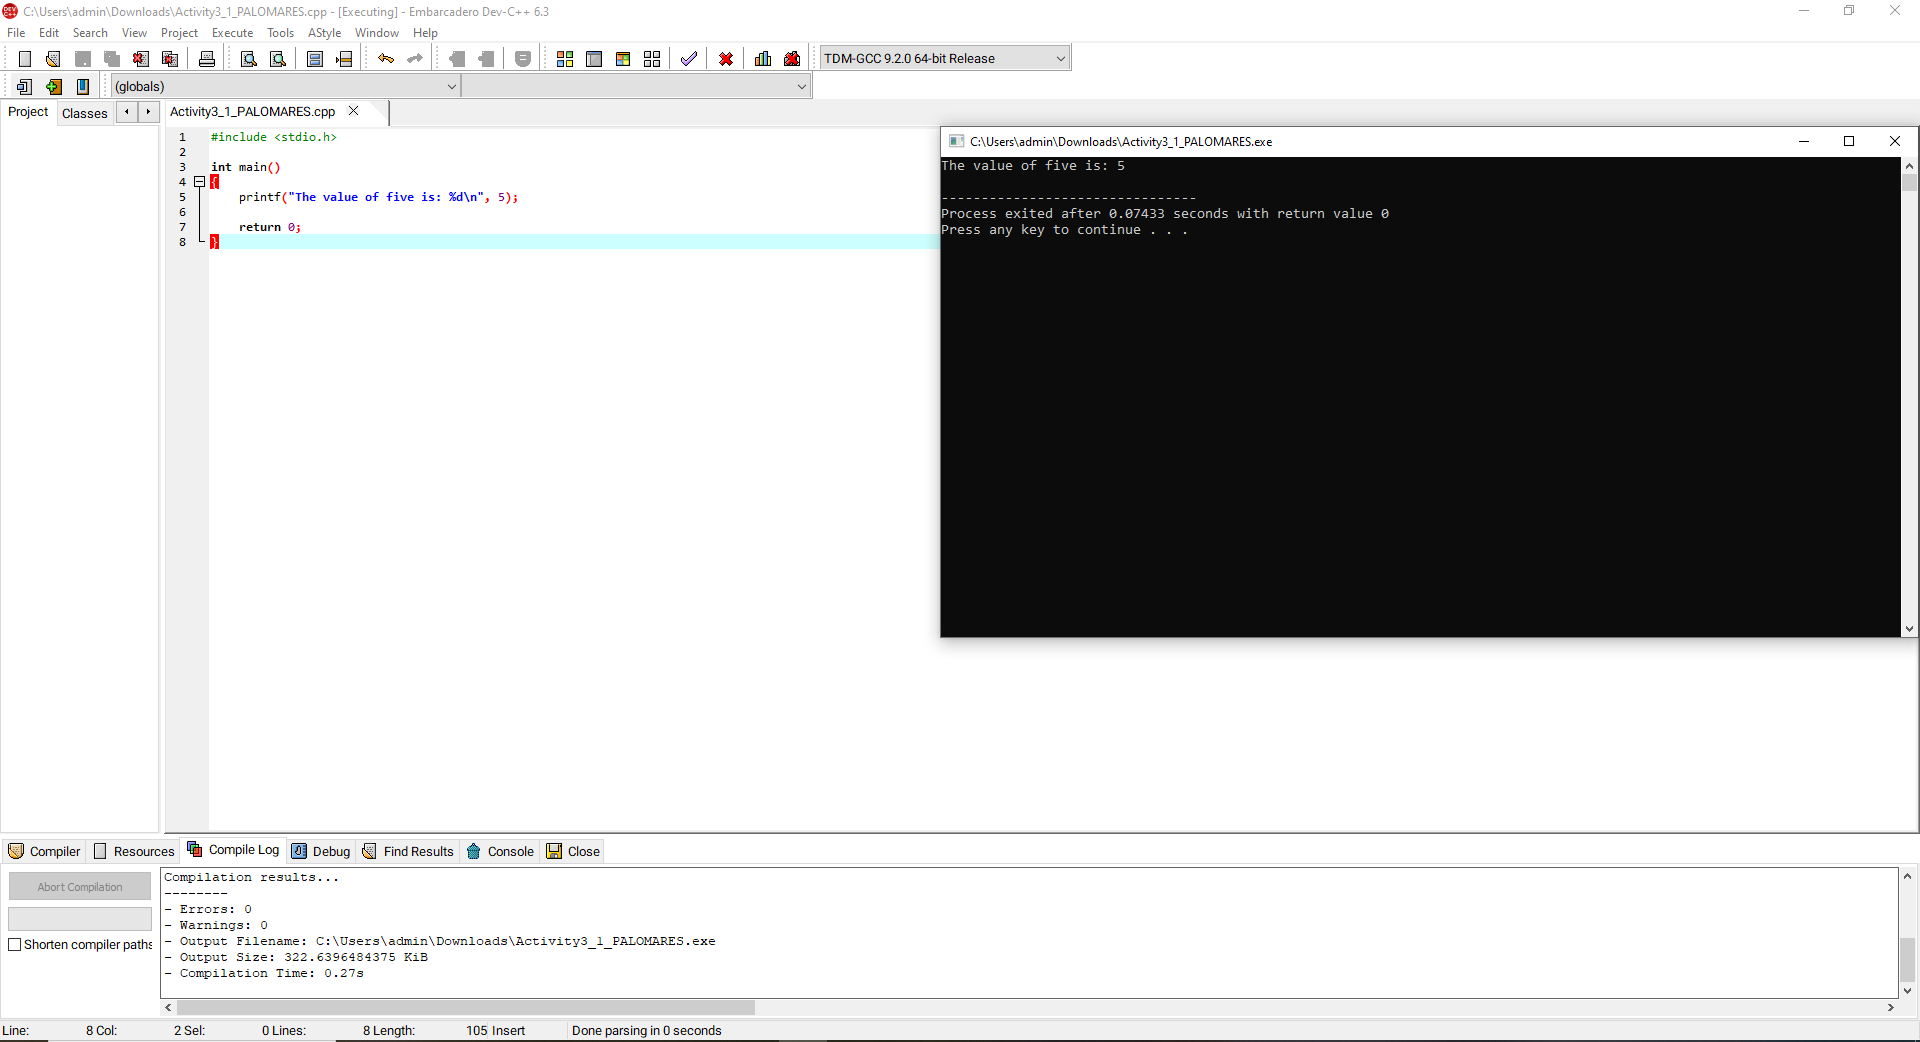 C:\Users\admin\Downloads\Activity3_1_PALOMARES.cpp - [Executing] - Embarcadero Dev-C++ 6.3
File Edit Search View Project Execute Tools AStyle Window Help
TDM-GCC 9.2.0 64-bit Release
(globals)
Project Classes
Activity3_1_PALOMARES.cpp
1 #include <stdio.h>
2
3 int main()
4 {
5 printf("The value of five is: %d\n", 5);
6
7 return 0;
8 }
C:\Users\admin\Downloads\Activity3_1_PALOMARES.exe
The value of five is: 5
--------------------------------
Process exited after 0.07433 seconds with return value 0
Press any key to continue . . .
Compiler Resources Compile Log Debug Find Results Console Close
Abort Compilation
Shorten compiler paths
Compilation results...
--------
- Errors: 0
- Warnings: 0
- Output Filename: C:\Users\admin\Downloads\Activity3_1_PALOMARES.exe
- Output Size: 322.6396484375 KiB
- Compilation Time: 0.27s
Line: 8 Col: 2 Sel: 0 Lines: 8 Length: 105 Insert Done parsing in 0 seconds